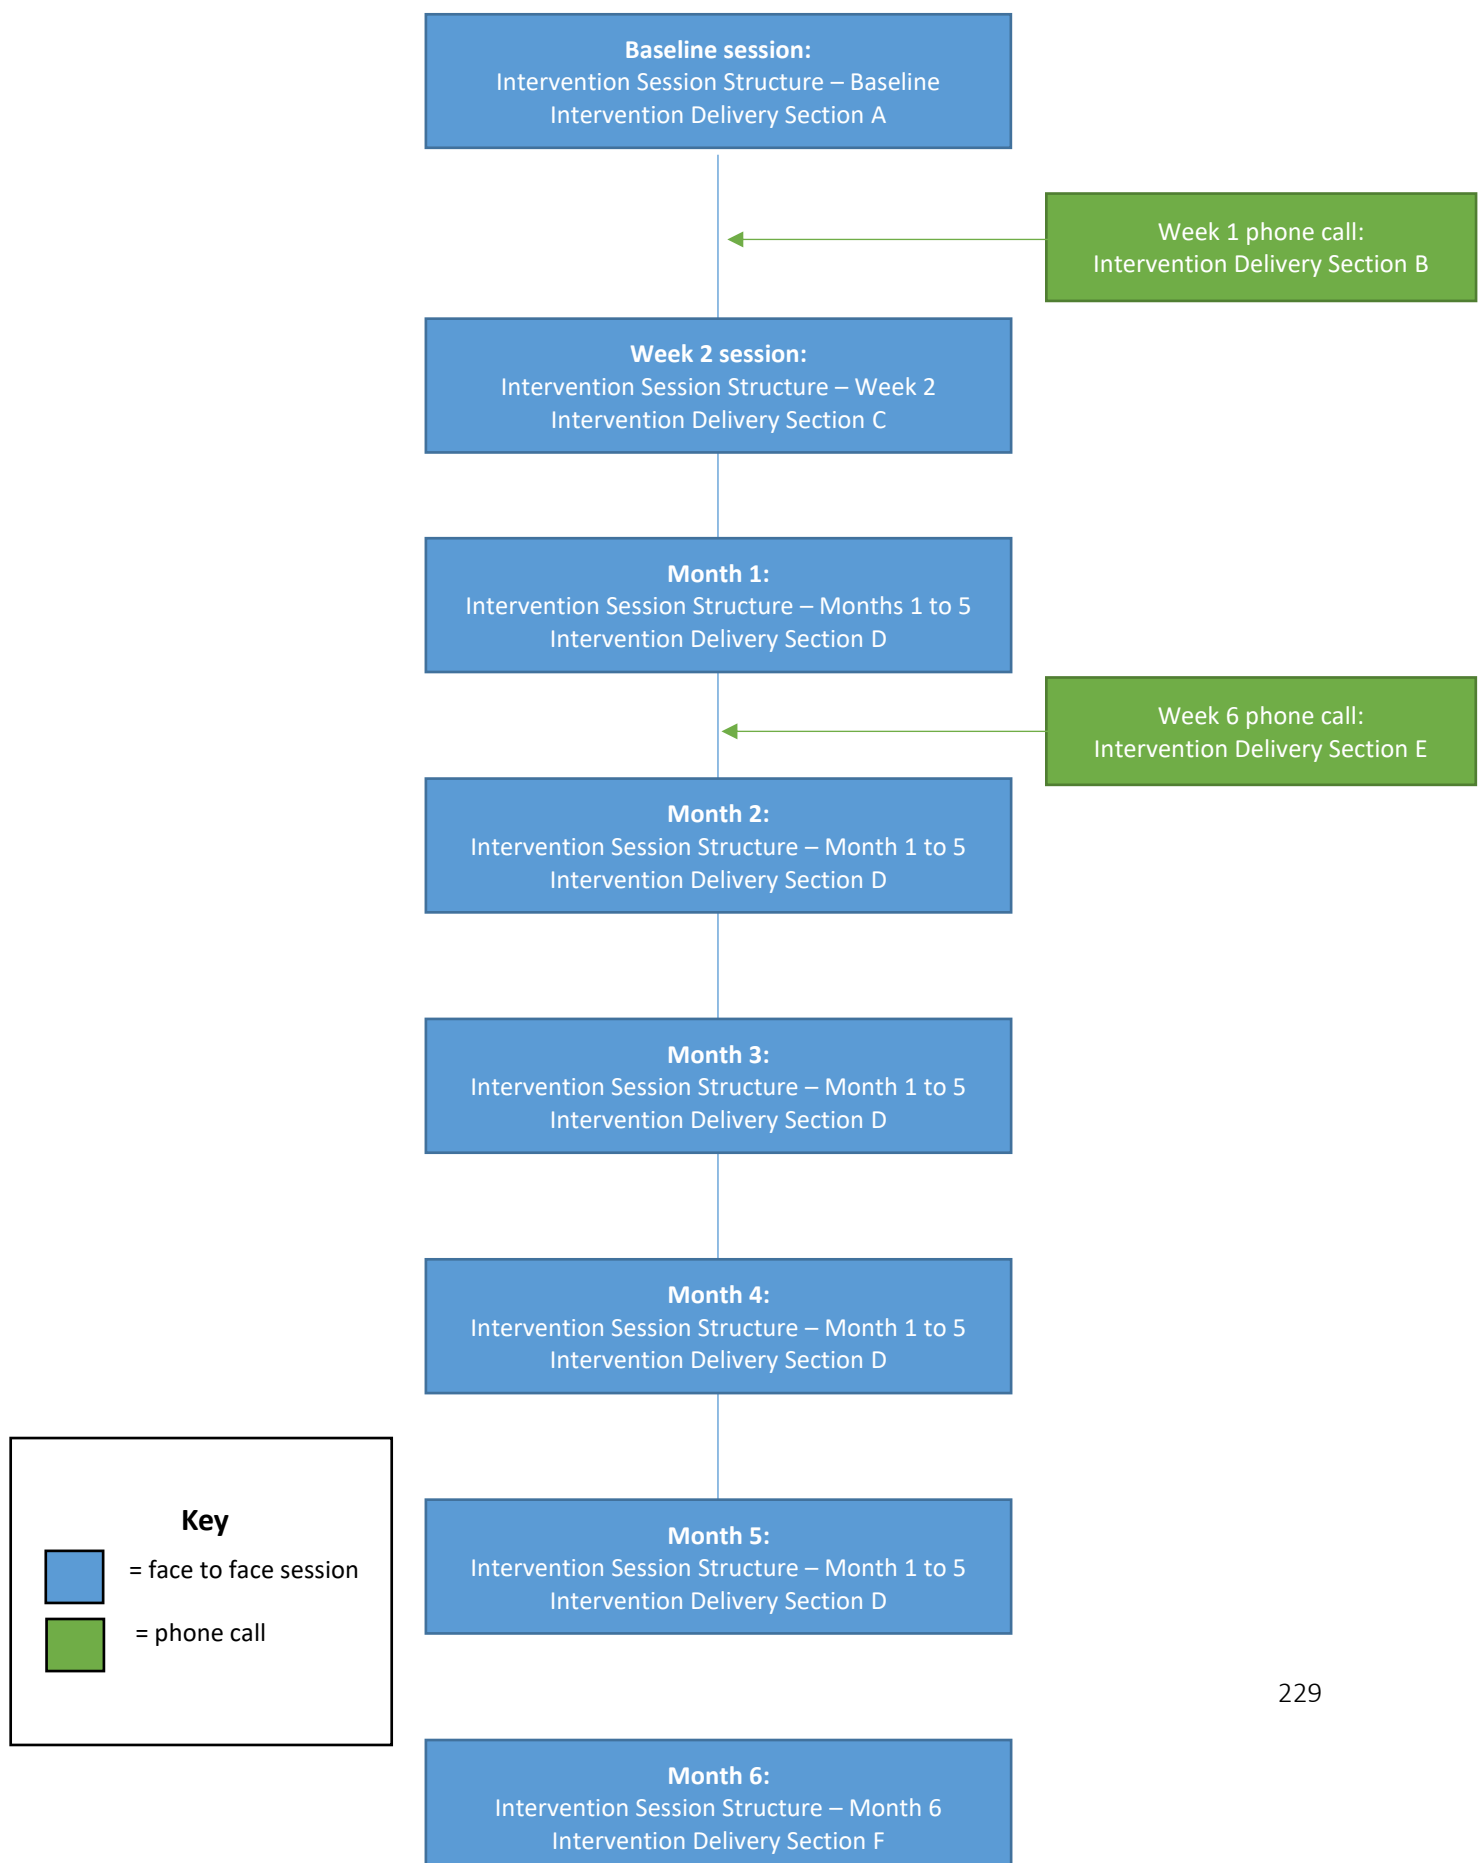 Baseline session:
Intervention Session Structure – Baseline
Intervention Delivery Section A
Week 1 phone call:
Intervention Delivery Section B
Week 2 session:
Intervention Session Structure – Week 2
Intervention Delivery Section C
Month 1:
Intervention Session Structure – Months 1 to 5
Intervention Delivery Section D
Week 6 phone call:
Intervention Delivery Section E
Month 2:
Intervention Session Structure – Month 1 to 5
Intervention Delivery Section D
Month 3:
Intervention Session Structure – Month 1 to 5
Intervention Delivery Section D
Month 4:
Intervention Session Structure – Month 1 to 5
Intervention Delivery Section D
Month 5:
Intervention Session Structure – Month 1 to 5
Intervention Delivery Section D
Key
= face to face session
= phone call
229
Month 6:
Intervention Session Structure – Month 6
Intervention Delivery Section F